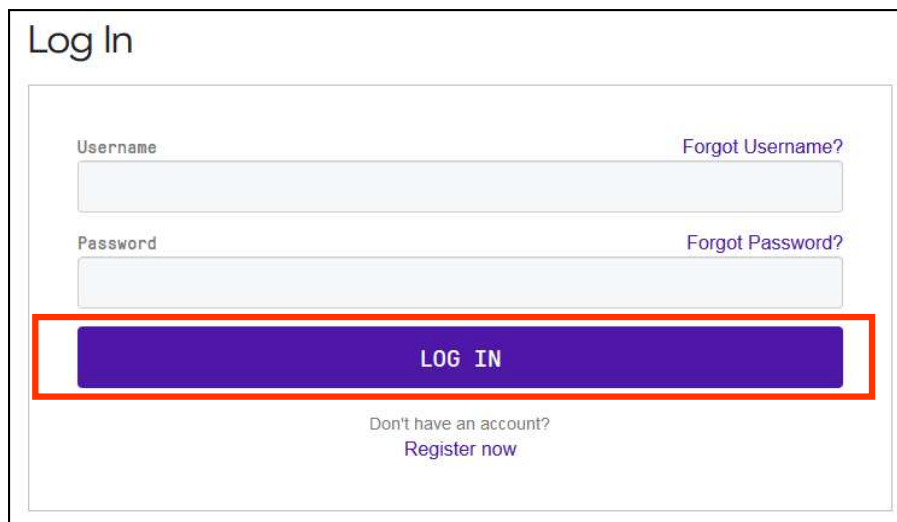 Log In
Username Forgot Username?
Password Forgot Password?
LOG IN
Don't have an account?
Register now